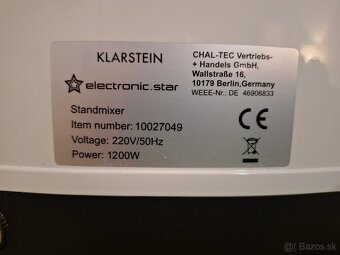 KLARSTEIN
electronic.star
Standmixer
Item number: 10027049
Voltage: 220V/50Hz
Power: 1200W
CHAL-TEC Vertriebs-
+ Handels GmbH,
Wallstraße 16,
10179 Berlin,Germany
WEEE-Nr.: DE 46906833
CE
© Bazos.sk